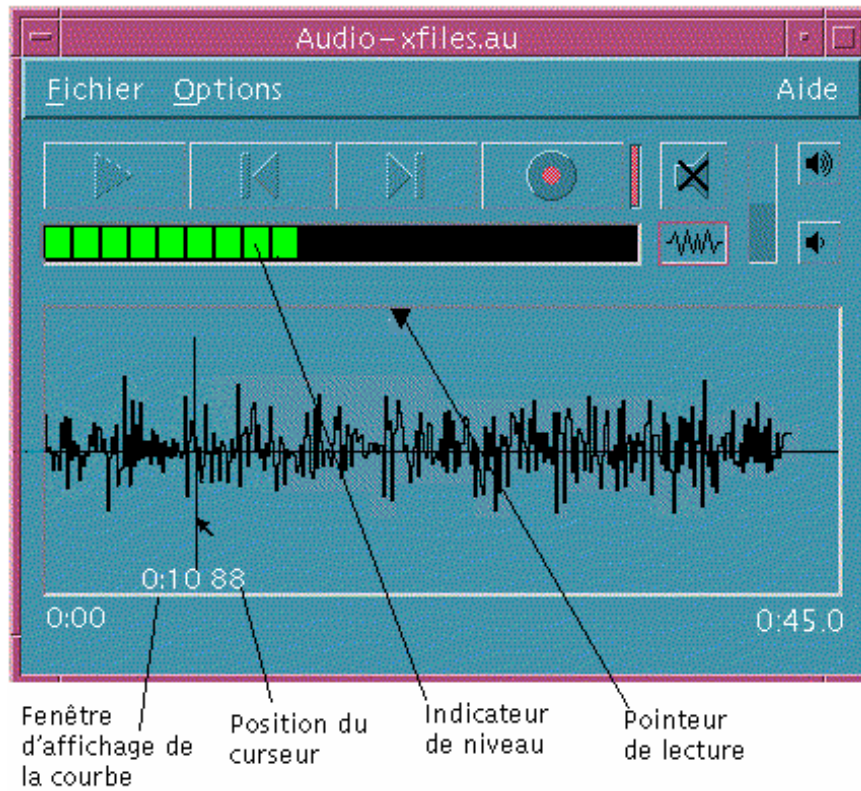 Audio-xfiles.au
Fichier Options Aide
0:10 88
0:00 0:45.0
Fenêtre
d'affichage de
la courbe
Position du
curseur
Indicateur
de niveau
Pointeur
de lecture